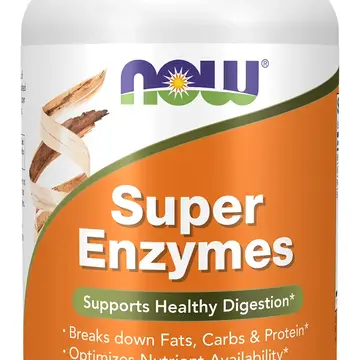 NOW®
Super
Enzymes
Supports Healthy Digestion*
• Breaks down Fats, Carbs & Protein*
• Optimizes Nutrient Availability*